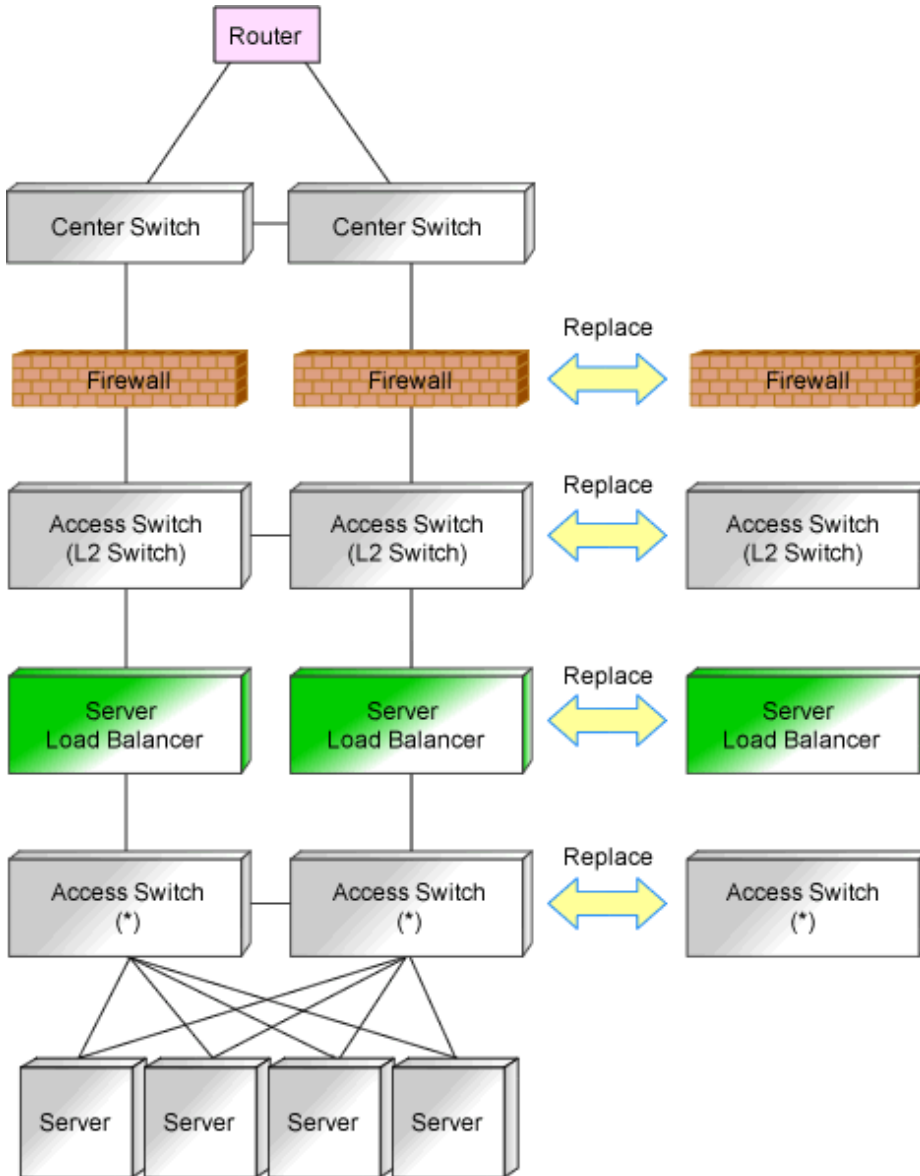 Router
Center Switch
Center Switch
Replace
Firewall
Firewall
Firewall
Replace
Access Switch
(L2 Switch)
Access Switch
(L2 Switch)
Access Switch
(L2 Switch)
Replace
Server
Load Balancer
Server
Load Balancer
Server
Load Balancer
Replace
Access Switch
(*)
Access Switch
(*)
Access Switch
(*)
Server
Server
Server
Server